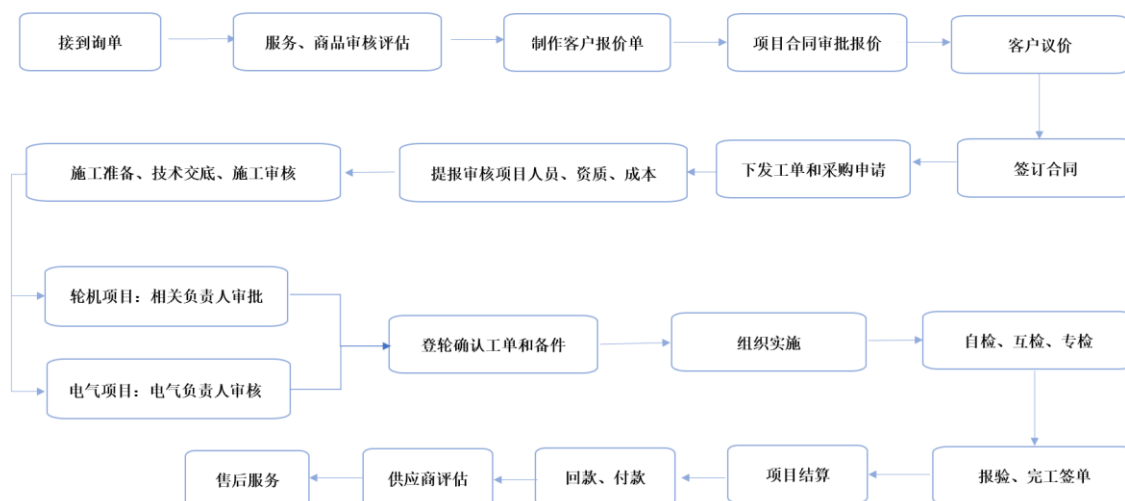 接到询单
服务、商品审核评估
制作客户报价单
项目合同审批报价
客户议价
签订合同
下发工单和采购申请
提报审核项目人员、资质、成本
施工准备、技术交底、施工审核
轮机项目：相关负责人审批
电气项目：电气负责人审核
登轮确认工单和备件
组织实施
自检、互检、专检
报验、完工签单
项目结算
回款、付款
供应商评估
售后服务